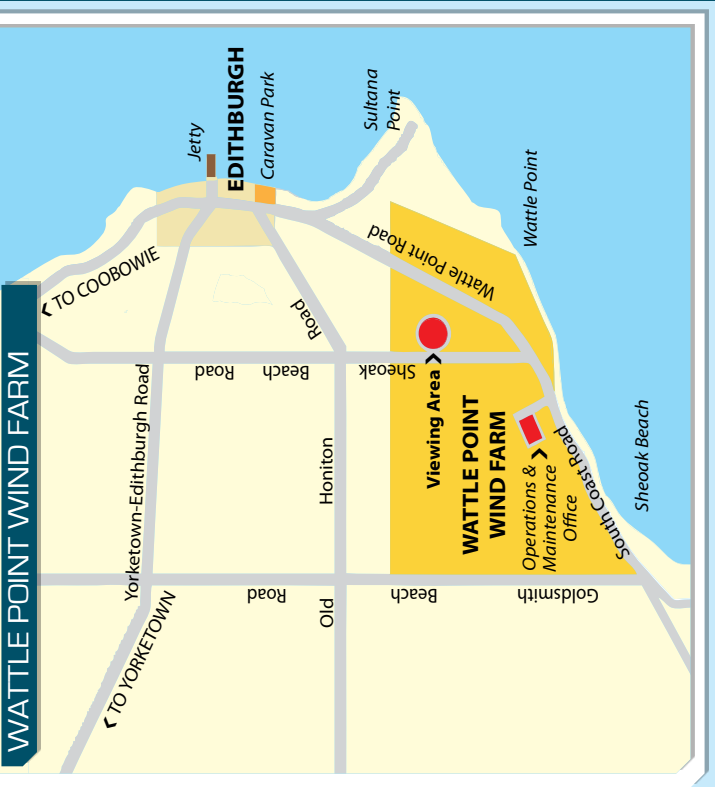 WATTLE POINT WIND FARM
TO COOBOWIE
Jetty
EDITHBURGH
Caravan Park
Sultana
Point
Wattle Point
Wattle Point Road
Road
Sheoak Beach Road
Viewing Area
WATTLE POINT
WIND FARM
Operations &
Maintenance
Office
South Coast Road
Sheoak Beach
Yorketown-Edithburgh Road
TO YORKETOWN
Old Honiton
Goldsmith Beach Road